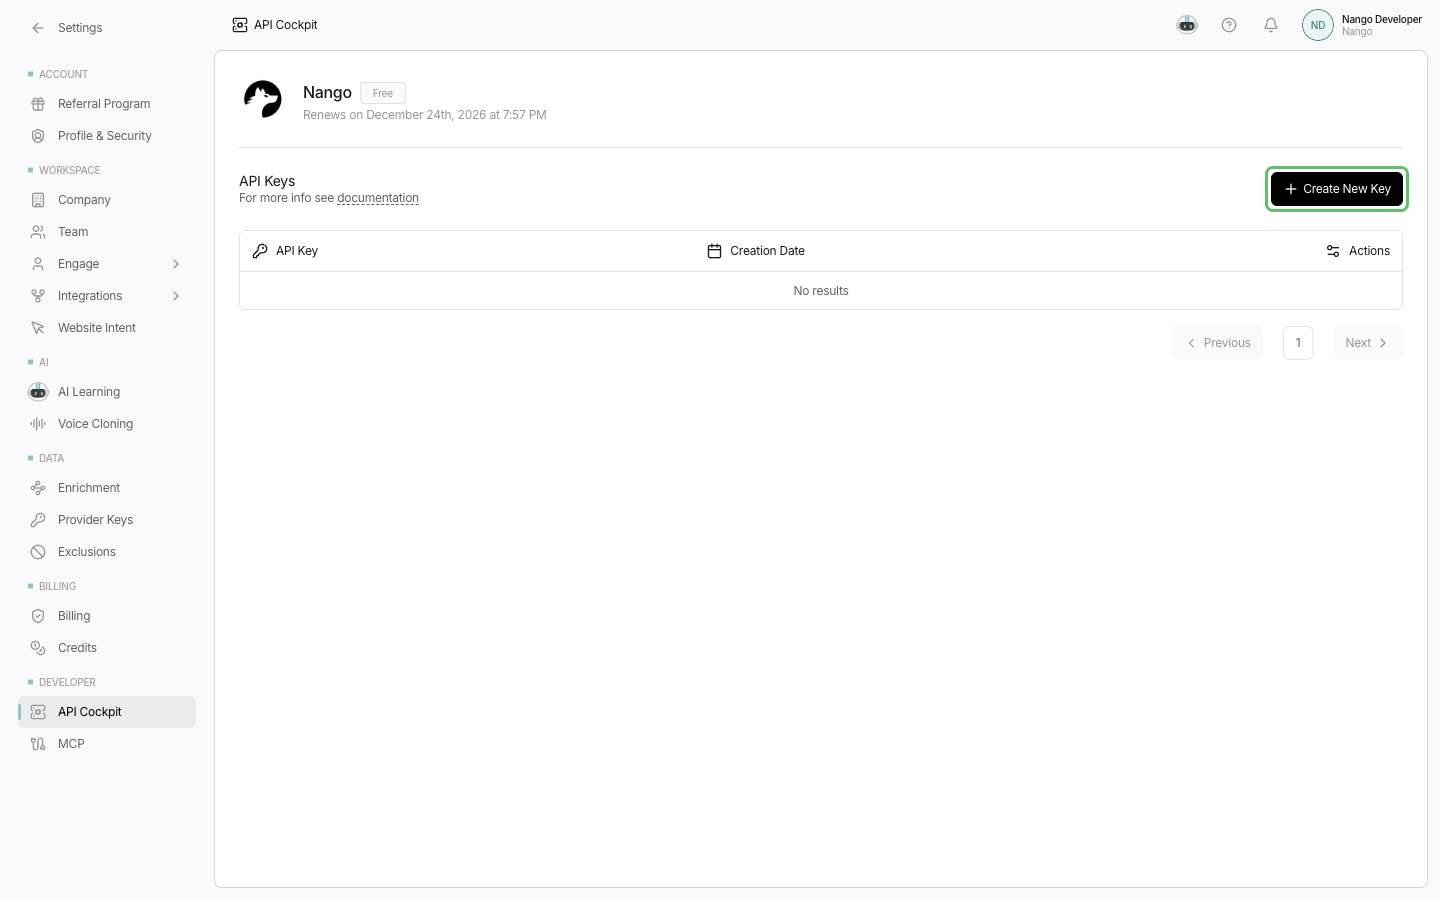 Settings
ACCOUNT
Referral Program
Profile & Security
WORKSPACE
Company
Team
Engage
Integrations
Website Intent
AI
AI Learning
Voice Cloning
DATA
Enrichment
Provider Keys
Exclusions
BILLING
Billing
Credits
DEVELOPER
API Cockpit
MCP
API Cockpit
ND
Nango Developer
Nango
Nango Free
Renews on December 24th, 2026 at 7:57 PM
API Keys
For more info see documentation
Create New Key
API Key Creation Date Actions
No results
Previous 1 Next